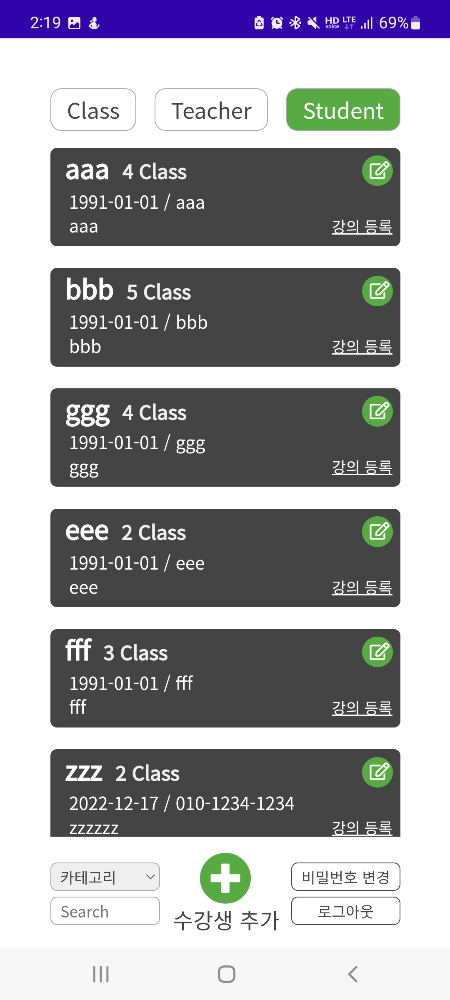 2:19 HD voice LTE 69%
Class Teacher Student
aaa 4 Class
1991-01-01 / aaa
aaa 강의 등록
bbb 5 Class
1991-01-01 / bbb
bbb 강의 등록
ggg 4 Class
1991-01-01 / ggg
ggg 강의 등록
eee 2 Class
1991-01-01 / eee
eee 강의 등록
fff 3 Class
1991-01-01 / fff
fff 강의 등록
zzz 2 Class
2022-12-17 / 010-1234-1234
zzzzzz 강의 등록
카테고리 비밀번호 변경
Search 로그아웃
수강생 추가